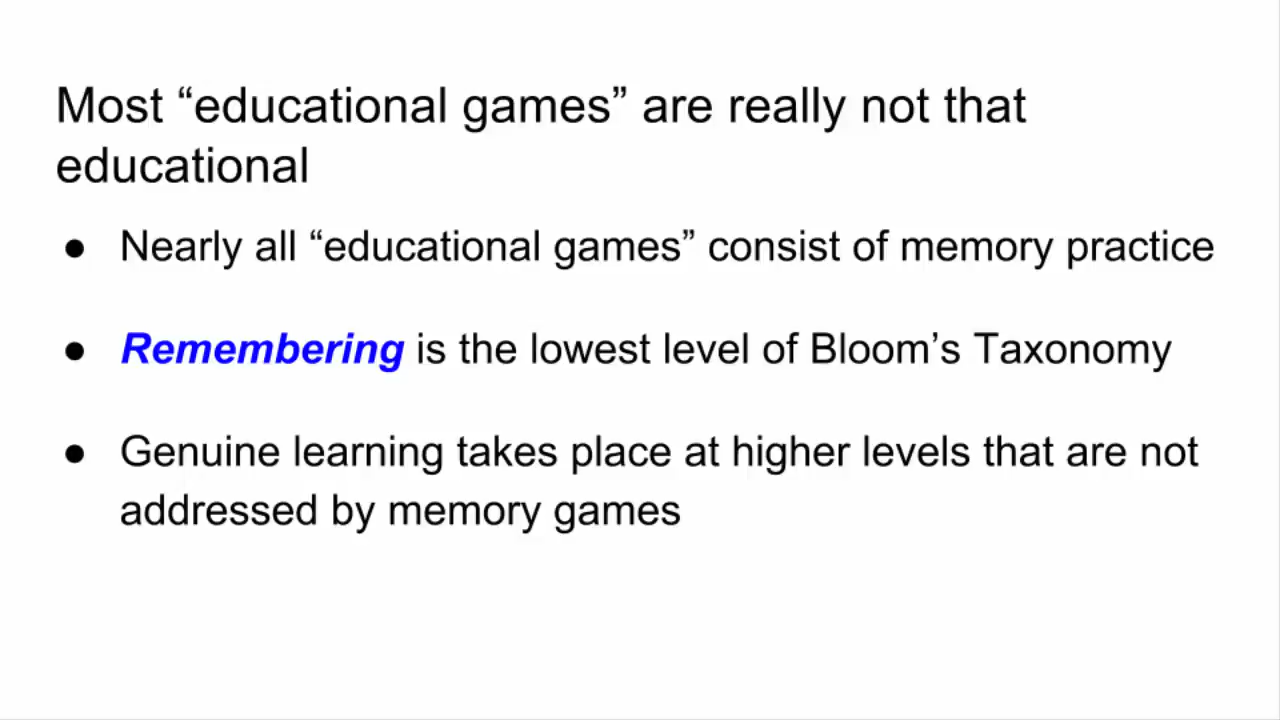 Most “educational games” are really not that
educational
● Nearly all “educational games” consist of memory practice
● Remembering is the lowest level of Bloom’s Taxonomy
● Genuine learning takes place at higher levels that are not
addressed by memory games